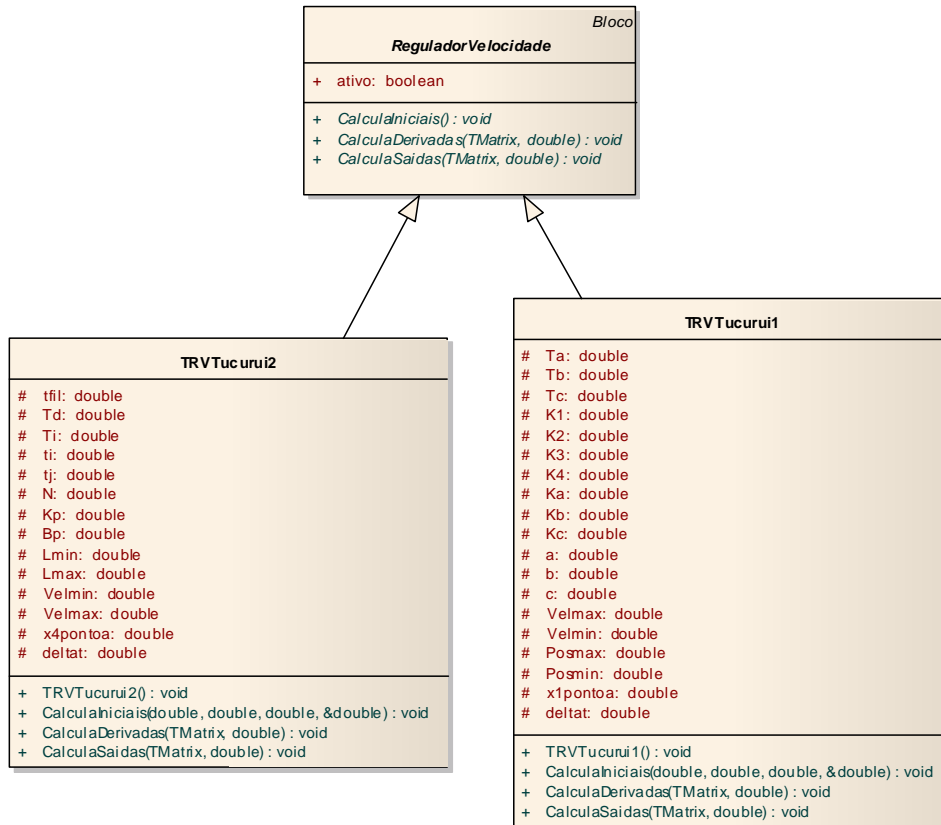 Bloco
ReguladorVelocidade
+ ativo: boolean
+ CalculaIniciais() : void
+ CalculaDerivadas(TMatrix, double) : void
+ CalculaSaidas(TMatrix, double) : void
TRVTucurui2
# tfil: double
# Td: double
# Ti: double
# ti: double
# tj: double
# N: double
# Kp: double
# Bp: double
# Lmin: double
# Lmax: double
# Velmin: double
# Velmax: double
# x4pontoa: double
# deltat: double
+ TRVTucurui2() : void
+ CalculaIniciais(double, double, double, &double) : void
+ CalculaDerivadas(TMatrix, double) : void
+ CalculaSaidas(TMatrix, double) : void
TRVTucurui1
# Ta: double
# Tb: double
# Tc: double
# K1: double
# K2: double
# K3: double
# K4: double
# Ka: double
# Kb: double
# Kc: double
# a: double
# b: double
# c: double
# Velmax: double
# Velmin: double
# Posmax: double
# Posmin: double
# x1pontoa: double
# deltat: double
+ TRVTucurui1() : void
+ CalculaIniciais(double, double, double, &double) : void
+ CalculaDerivadas(TMatrix, double) : void
+ CalculaSaidas(TMatrix, double) : void